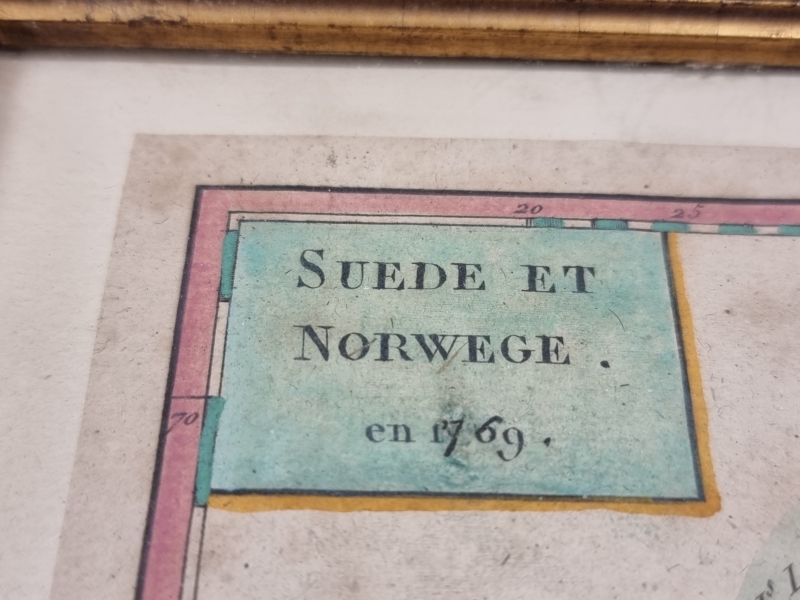 20 25
SUEDE ET
NORWEGE .
en 1769 .
70